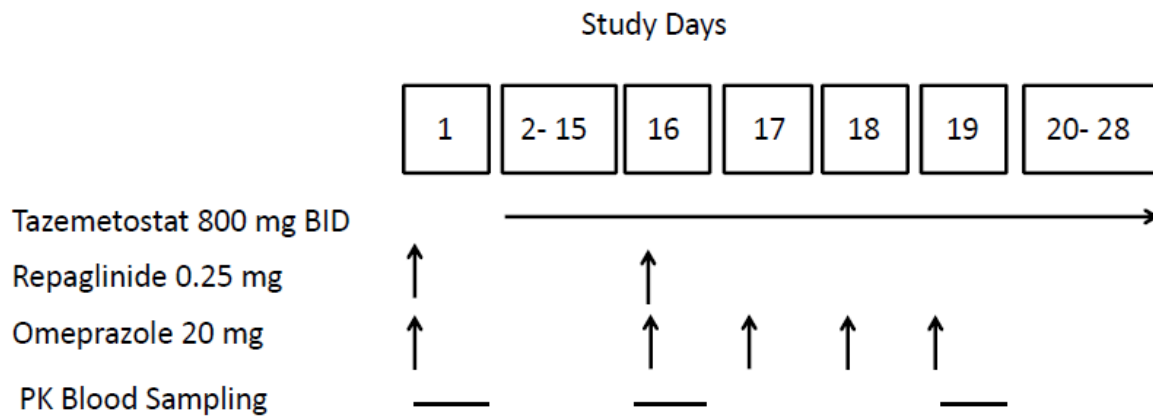 Study Days
1 2- 15 16 17 18 19 20- 28
Tazemetostat 800 mg BID
Repaglinide 0.25 mg
Omeprazole 20 mg
PK Blood Sampling